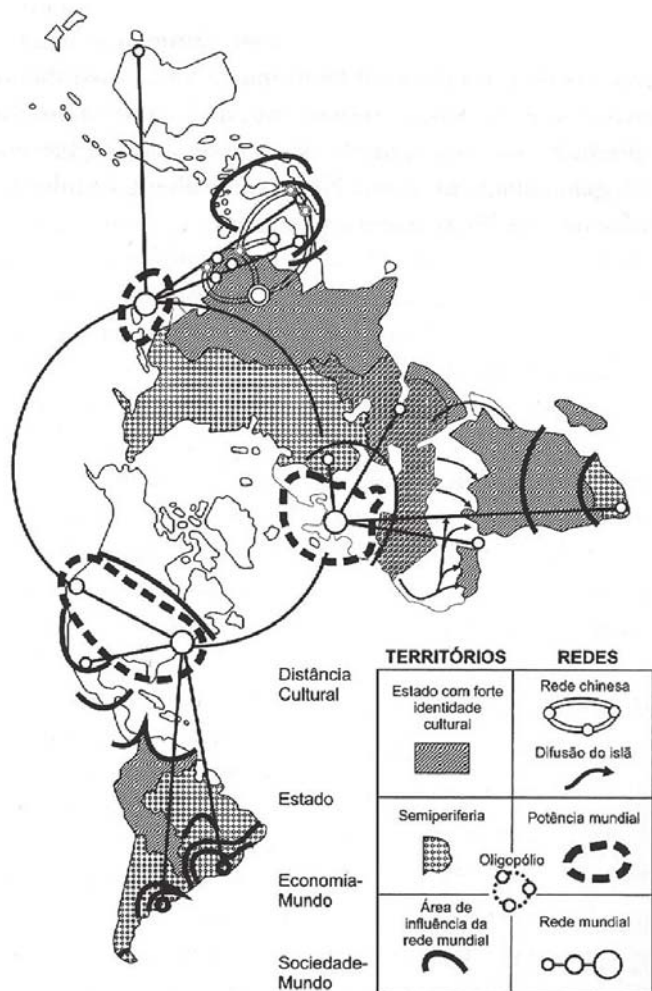 Distância
Cultural
Estado
Economia-
Mundo
Sociedade-
Mundo
TERRITÓRIOS
REDES
Estado com forte
identidade
cultural
Rede chinesa
Difusão do islã
Semiperiferia
Potência mundial
Oligopólio
Área de
influência da
rede mundial
Rede mundial